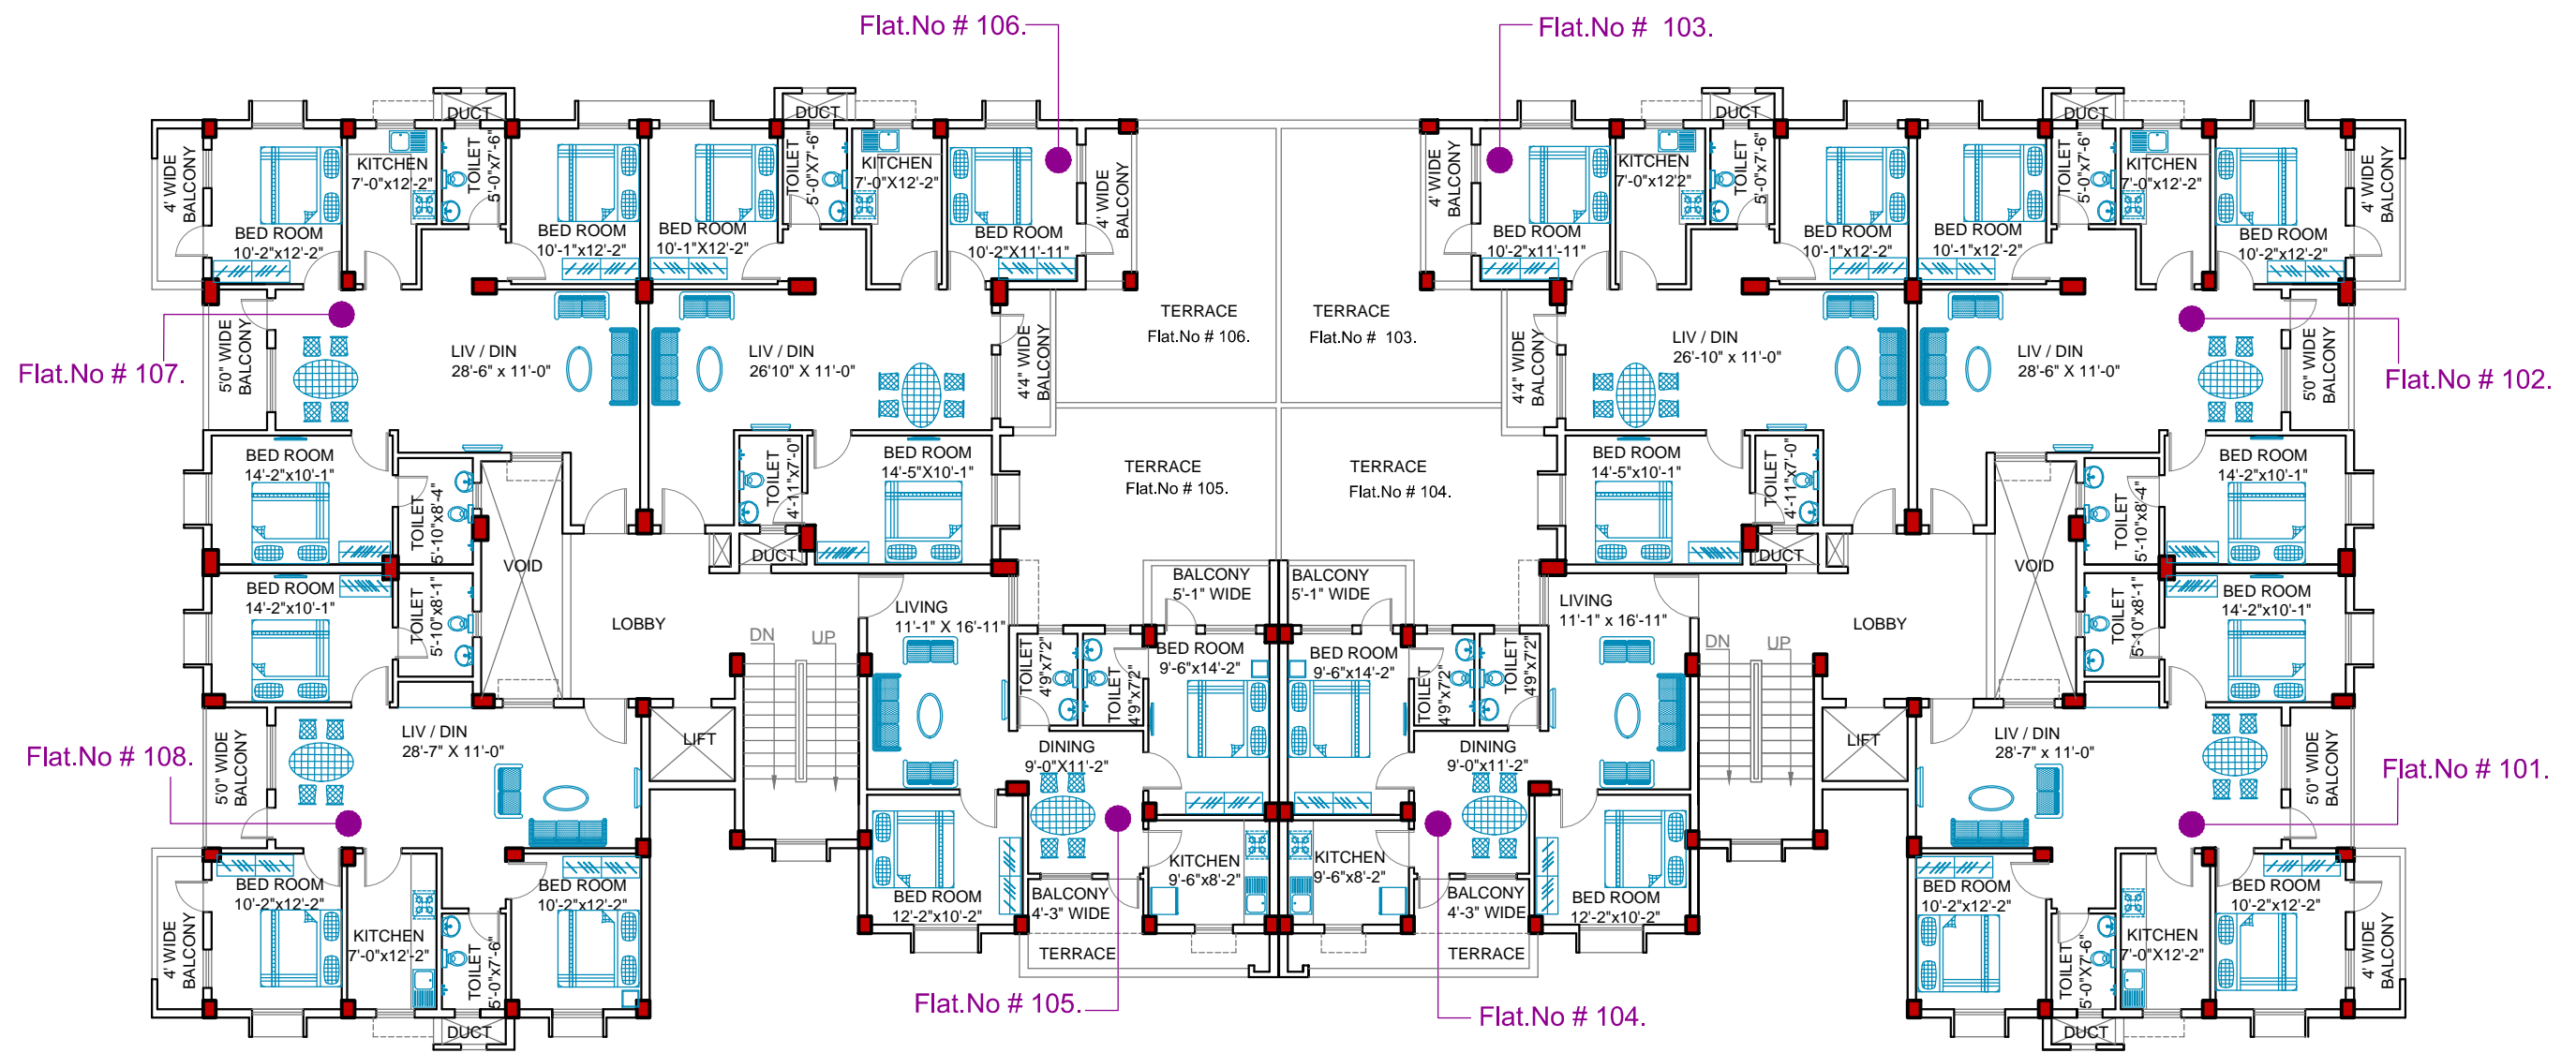 Flat.No # 106.
Flat.No # 103.
DUCT
DUCT
DUCT
DUCT
4' WIDE
BALCONY
BED ROOM
10'-2"x12'-2"
KITCHEN
7'-0"x12'-2"
TOILET
5'-0"x7'-6"
BED ROOM
10'-1"x12'-2"
BED ROOM
10'-1"X12'-2"
TOILET
5'-0"X7'-6"
KITCHEN
7'-0"X12'-2"
BED ROOM
10'-2"X11'-11"
4' WIDE
BALCONY
4' WIDE
BALCONY
BED ROOM
10'-2"x11'-11"
KITCHEN
7'-0"x12'2"
TOILET
5'-0"x7'-6"
BED ROOM
10'-1"x12'-2"
BED ROOM
10'-1"x12'-2"
TOILET
5'-0"x7'-6"
KITCHEN
7'-0"x12'-2"
BED ROOM
10'-2"x12'-2"
4' WIDE
BALCONY
Flat.No # 107.
5'0" WIDE
BALCONY
LIV / DIN
28'-6" x 11'-0"
LIV / DIN
26'10" X 11'-0"
4'4" WIDE
BALCONY
TERRACE
Flat.No # 106.
TERRACE
Flat.No # 103.
4'4" WIDE
BALCONY
LIV / DIN
26'-10" x 11'-0"
LIV / DIN
28'-6" X 11'-0"
5'0" WIDE
BALCONY
Flat.No # 102.
BED ROOM
14'-2"x10'-1"
TOILET
5'-10"x8'-4"
TOILET
4'-11"x7'-0"
BED ROOM
14'-5"X10'-1"
TERRACE
Flat.No # 105.
TERRACE
Flat.No # 104.
BED ROOM
14'-5"x10'-1"
TOILET
4'-11"x7'-0"
TOILET
5'-10"x8'-4"
BED ROOM
14'-2"x10'-1"
VOID
DUCT
DUCT
VOID
BED ROOM
14'-2"x10'-1"
TOILET
5'-10"x8'-1"
LOBBY
DN
UP
LIVING
11'-1" X 16'-11"
BALCONY
5'-1" WIDE
BALCONY
5'-1" WIDE
LIVING
11'-1" x 16'-11"
DN
UP
LOBBY
TOILET
5'-10"x8'-1"
BED ROOM
14'-2"x10'-1"
TOILET
4'9"x7'2"
TOILET
4'9"x7'2"
BED ROOM
9'-6"x14'-2"
BED ROOM
9'-6"x14'-2"
TOILET
4'9"x7'2"
TOILET
4'9"x7'2"
Flat.No # 108.
5'0" WIDE
BALCONY
LIV / DIN
28'-7" X 11'-0"
LIFT
DINING
9'-0"X11'-2"
DINING
9'-0"x11'-2"
LIFT
LIV / DIN
28'-7" x 11'-0"
5'0" WIDE
BALCONY
Flat.No # 101.
4' WIDE
BALCONY
BED ROOM
10'-2"x12'-2"
KITCHEN
7'-0"x12'-2"
TOILET
5'-0"x7'-6"
BED ROOM
10'-2"x12'-2"
BED ROOM
12'-2"x10'-2"
BALCONY
4'-3" WIDE
KITCHEN
9'-6"x8'-2"
KITCHEN
9'-6"x8'-2"
BALCONY
4'-3" WIDE
BED ROOM
12'-2"x10'-2"
BED ROOM
10'-2"x12'-2"
TOILET
5'-0"X7'-6"
KITCHEN
7'-0"X12'-2"
BED ROOM
10'-2"x12'-2"
4' WIDE
BALCONY
TERRACE
TERRACE
Flat.No # 105.
Flat.No # 104.
DUCT
DUCT